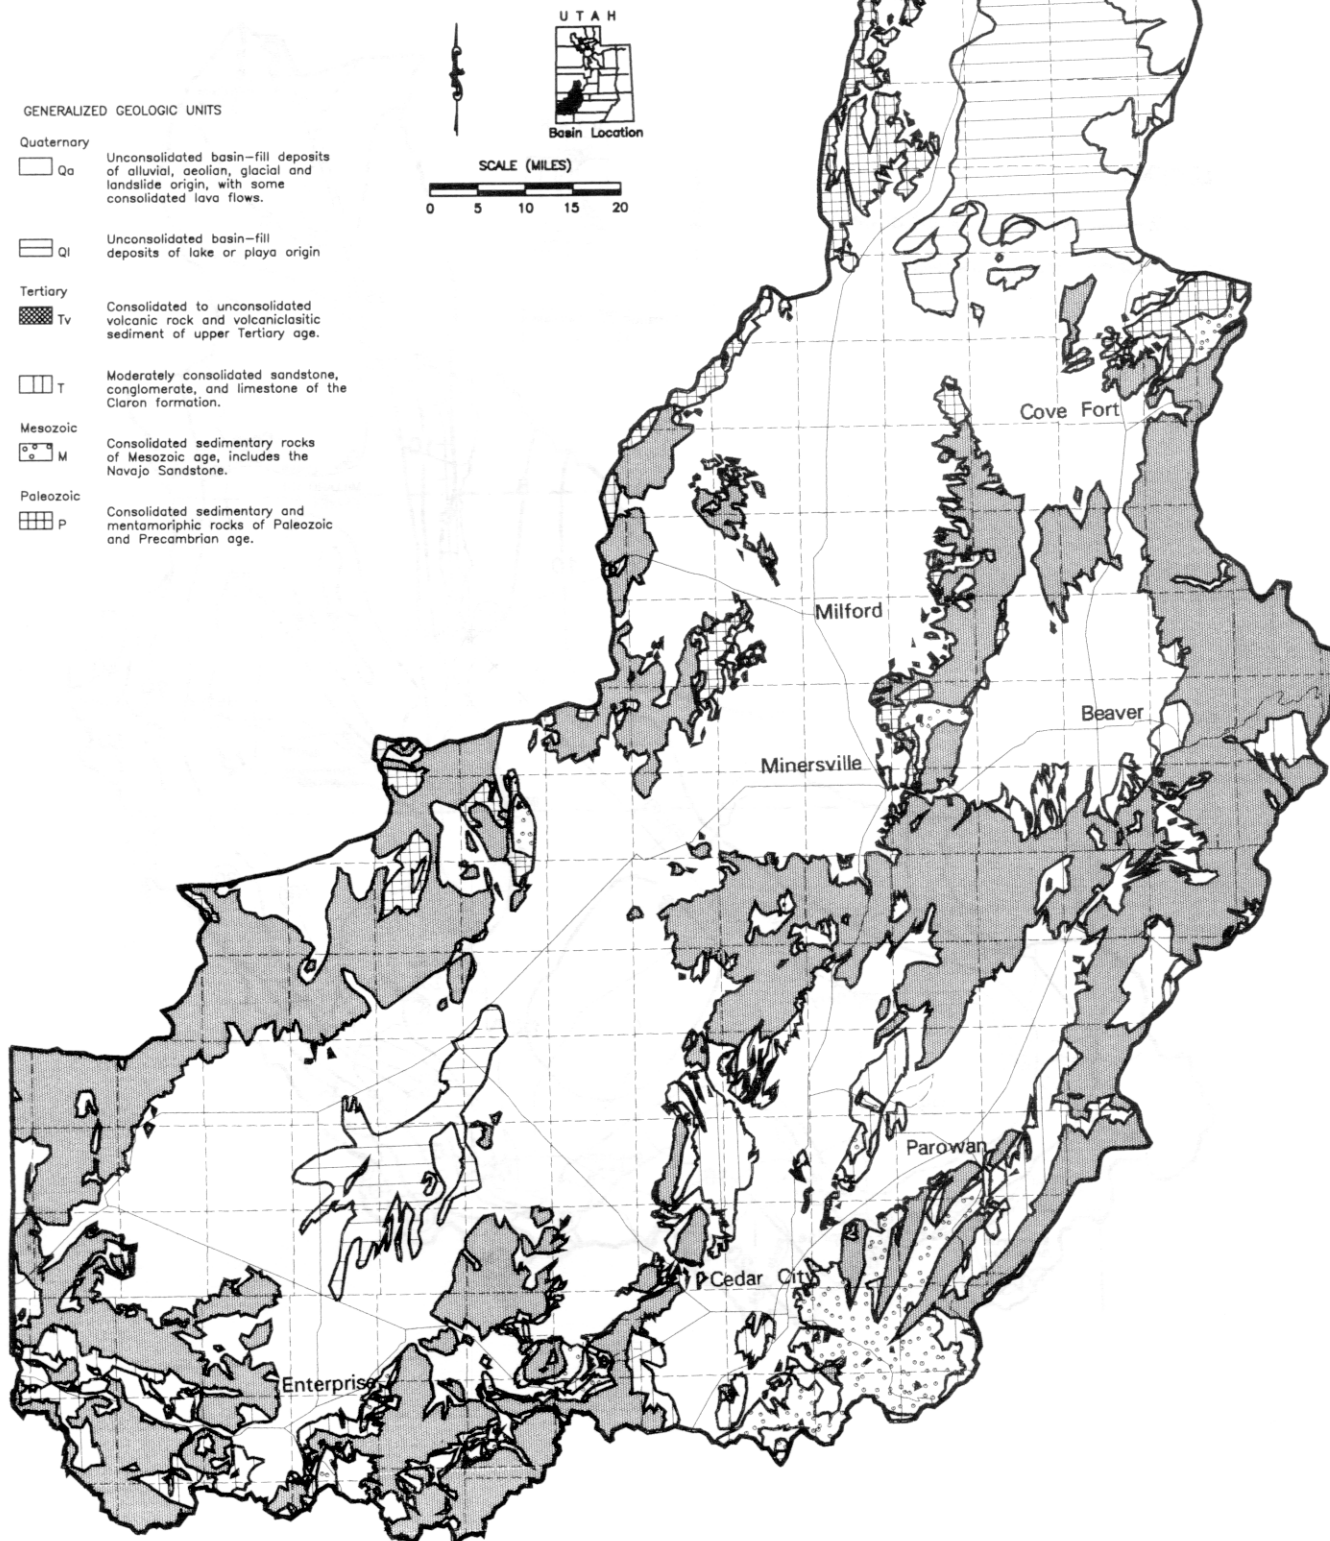 UTAH
Basin Location
SCALE (MILES)
0 5 10 15 20
GENERALIZED GEOLOGIC UNITS
Quaternary
Qa Unconsolidated basin-fill deposits
of alluvial, aeolian, glacial and
landslide origin, with some
consolidated lava flows.
Ql Unconsolidated basin-fill
deposits of lake or playa origin
Tertiary
Tv Consolidated to unconsolidated
volcanic rock and volcaniclasitic
sediment of upper Tertiary age.
T Moderately consolidated sandstone,
conglomerate, and limestone of the
Claron formation.
Mesozoic
M Consolidated sedimentary rocks
of Mesozoic age, includes the
Navajo Sandstone.
Paleozoic
P Consolidated sedimentary and
mentamoriphic rocks of Paleozoic
and Precambrian age.
Cove Fort
Milford
Beaver
Minersville
Parowan
Cedar City
Enterprise